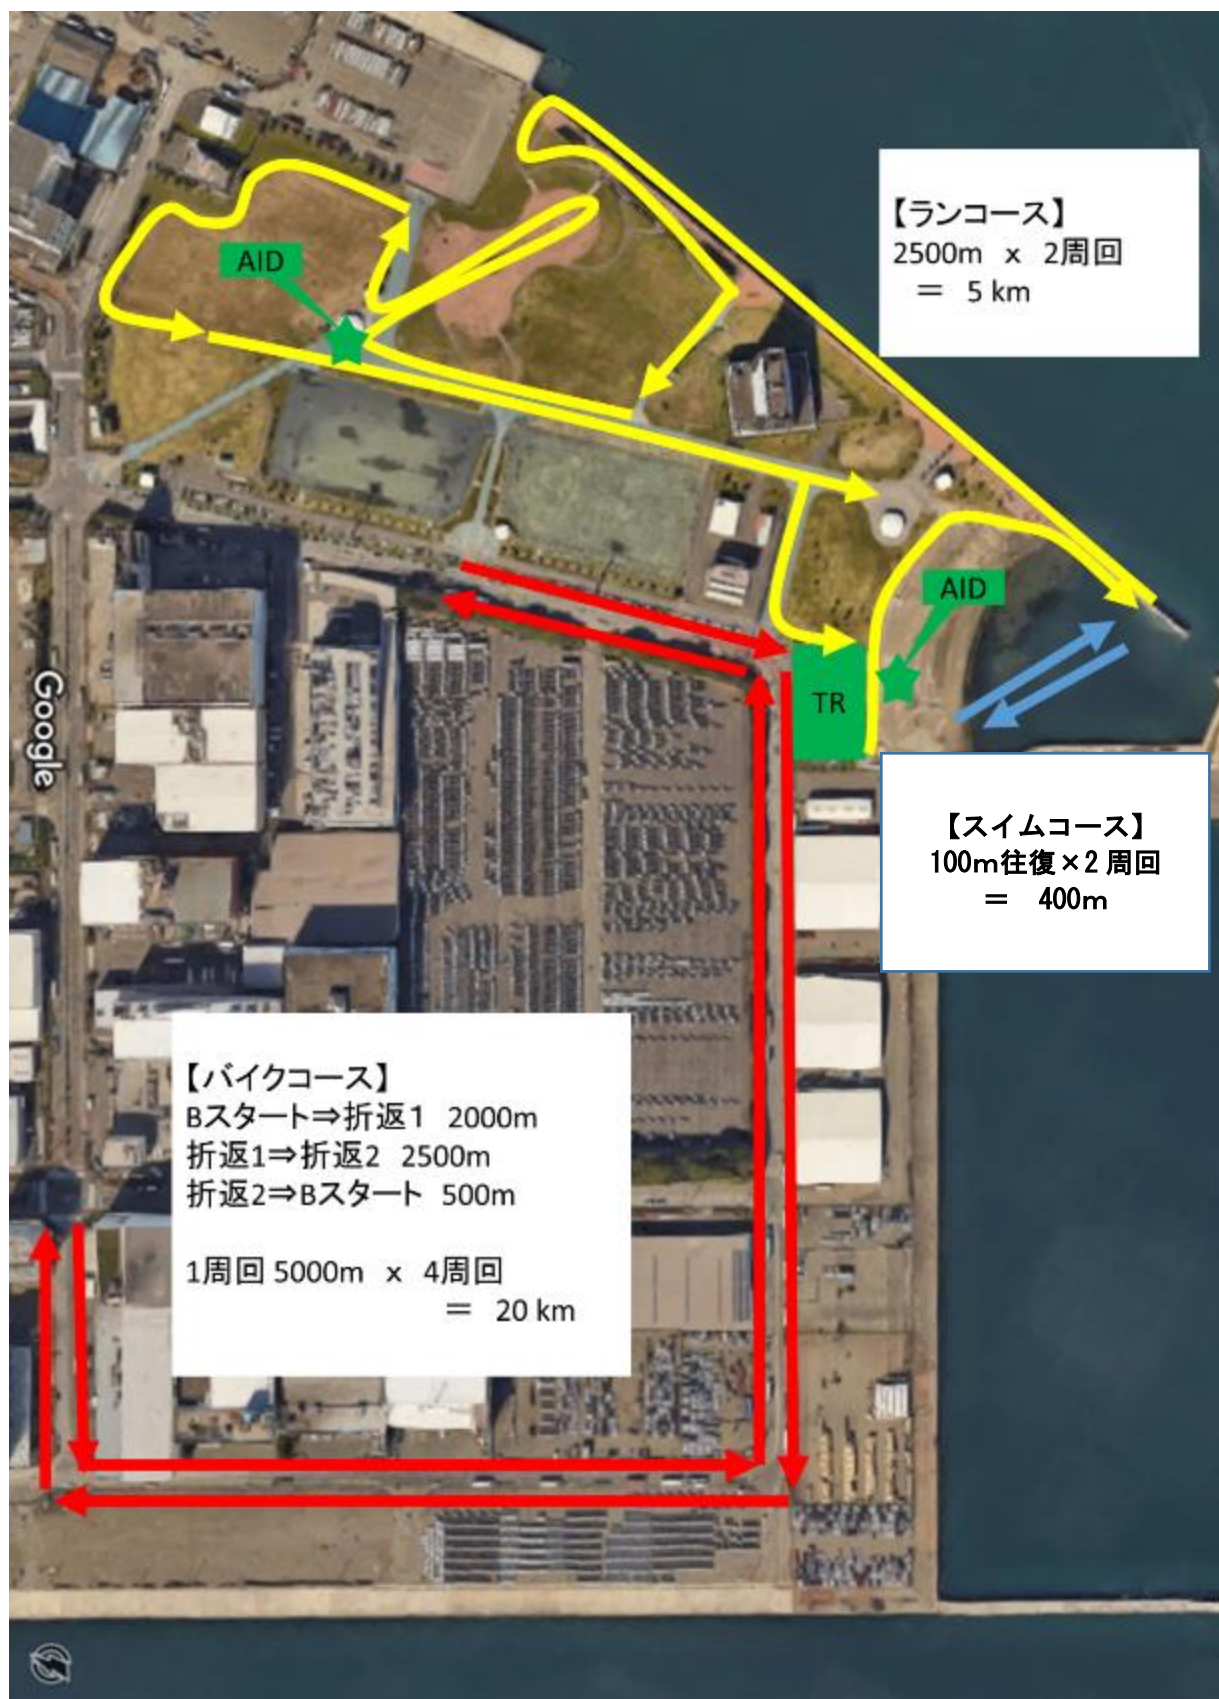 【ランコース】
2500m x 2周回
＝ 5 km
AID
AID
TR
Google
【スイムコース】
100m往復×2周回
＝ 400m
【バイクコース】
Bスタート⇒折返1 2000m
折返1⇒折返2 2500m
折返2⇒Bスタート 500m
1周回 5000m x 4周回
＝ 20 km